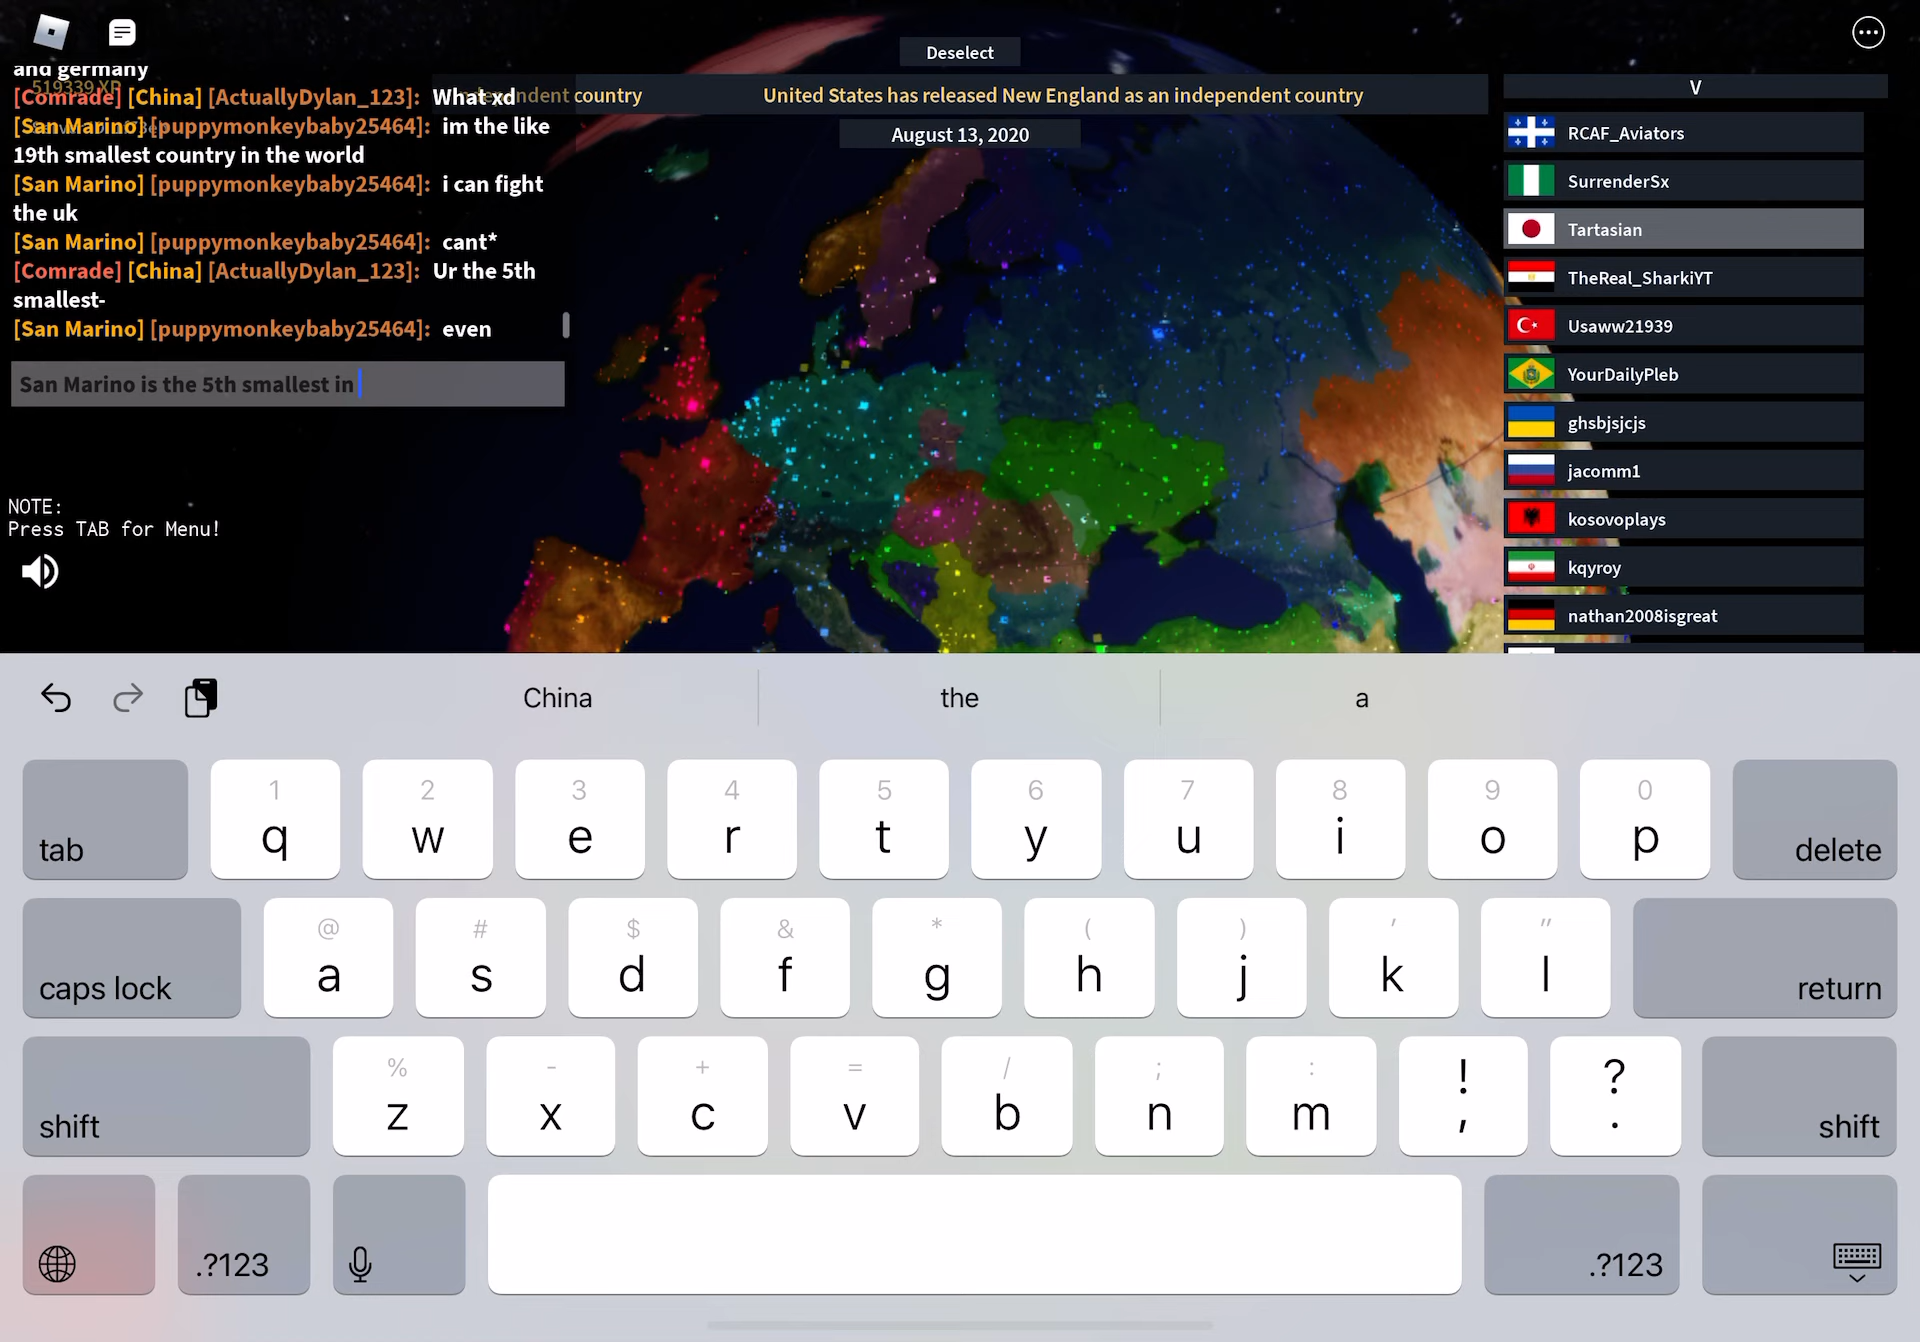 Deselect
and germany
519339 XP
[Comrade] [China] [ActuallyDylan_123]: What xd
ndent country
United States has released New England as an independent country
V
[San Marino] [puppymonkeybaby25464]: im the like
19th smallest country in the world
August 13, 2020
[San Marino] [puppymonkeybaby25464]: i can fight
the uk
[San Marino] [puppymonkeybaby25464]: cant*
[Comrade] [China] [ActuallyDylan_123]: Ur the 5th
smallest-
[San Marino] [puppymonkeybaby25464]: even
San Marino is the 5th smallest in
RCAF_Aviators
SurrenderSx
Tartasian
TheReal_SharkiYT
Usaww21939
YourDailyPleb
ghsbjsjcjs
jacomm1
kosovoplays
kqyroy
nathan2008isgreat
NOTE:
Press TAB for Menu!
China the a
1 2 3 4 5 6 7 8 9 0
tab q w e r t y u i o p delete
@ # $ & * ( ) ' "
caps lock a s d f g h j k l return
% - + = / ; : ! ?
shift z x c v b n m , . shift
.?123 .?123